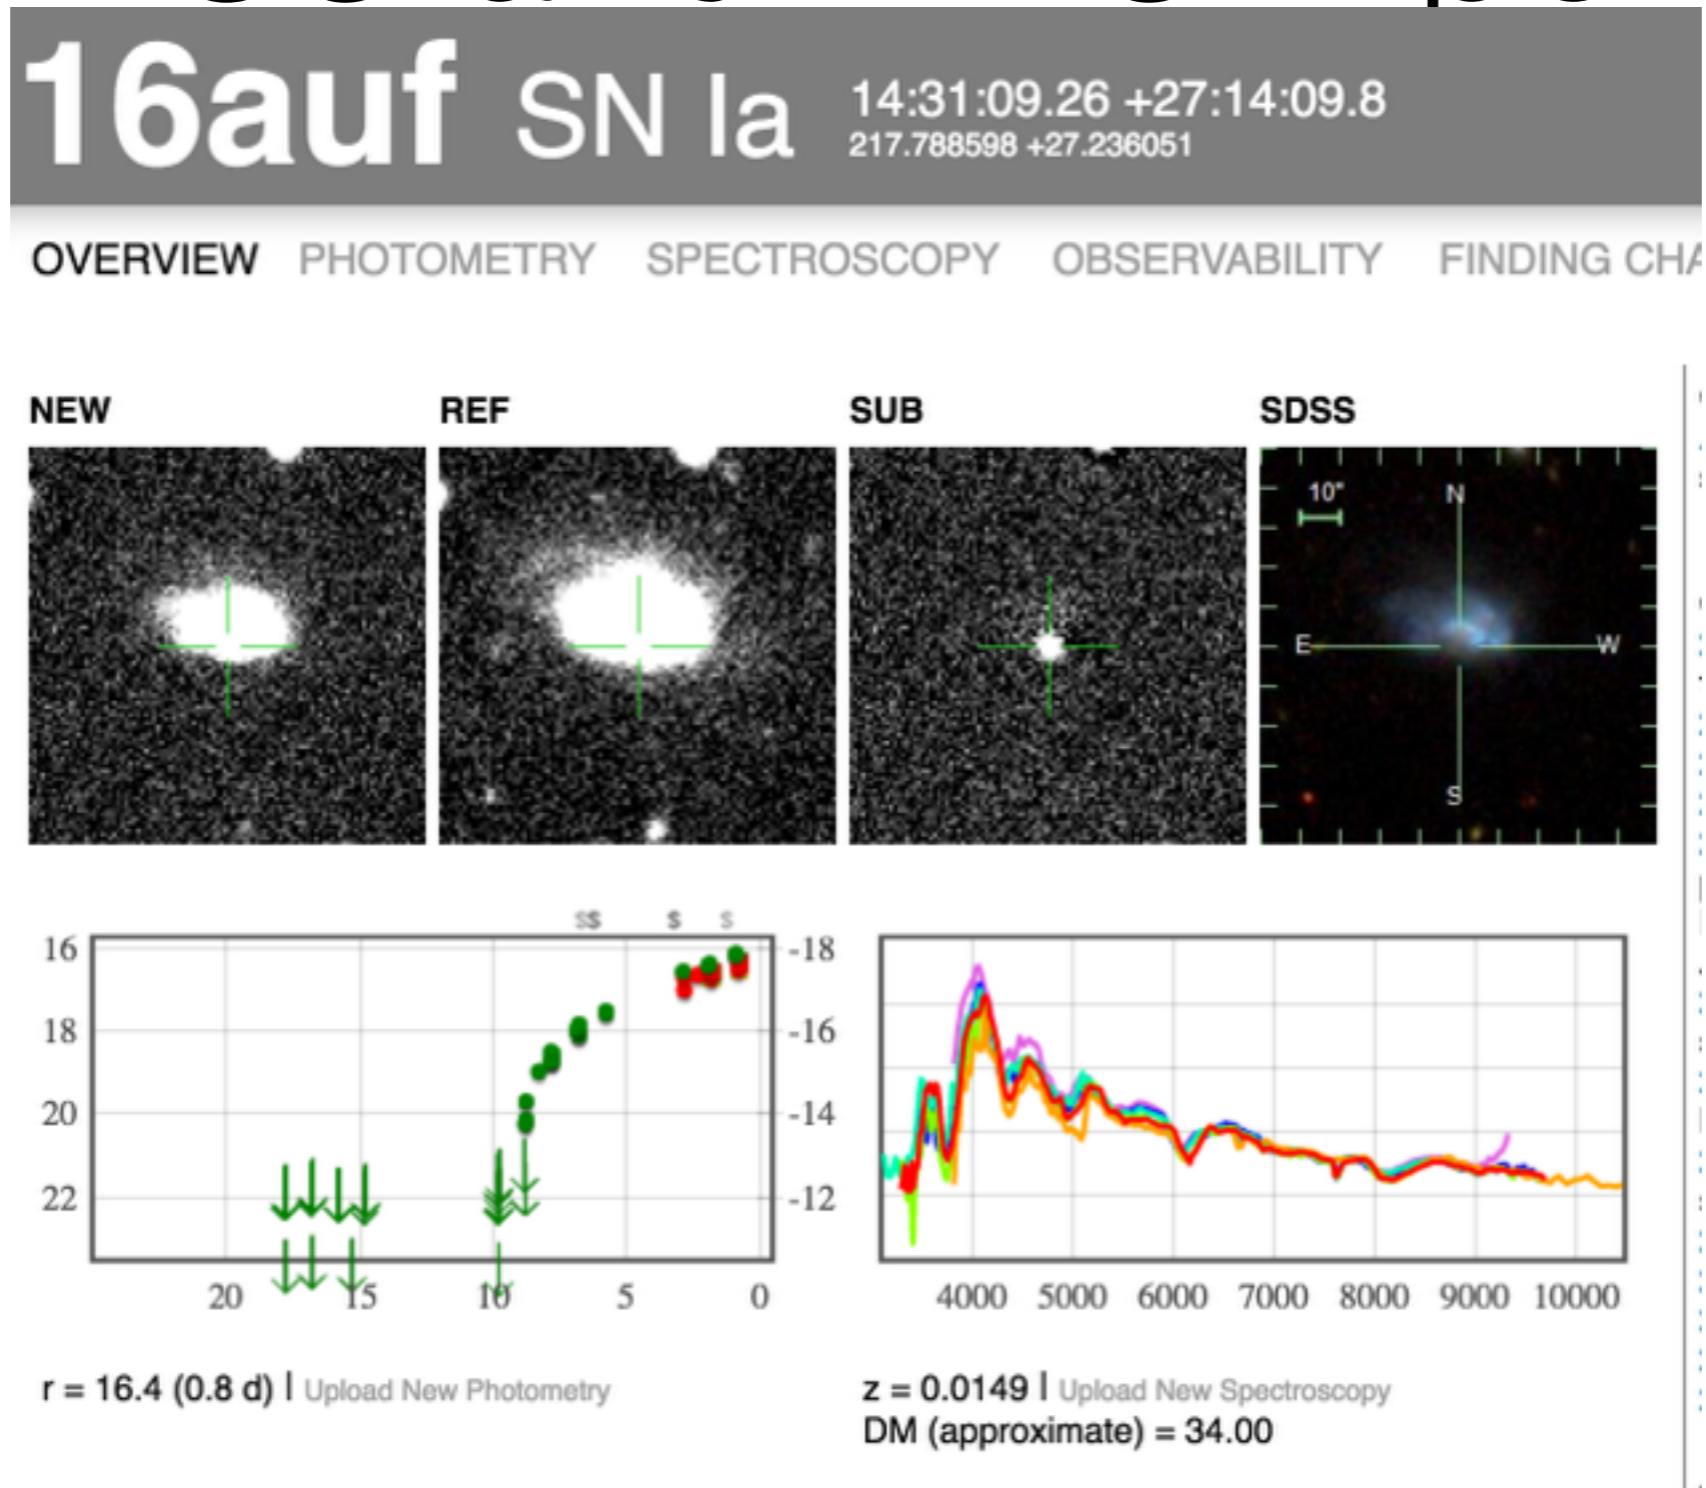 16auf SN Ia 14:31:09.26 +27:14:09.8
217.788598 +27.236051
OVERVIEW PHOTOMETRY SPECTROSCOPY OBSERVABILITY FINDING CHA
NEW REF SUB SDSS
10"
N
E W
S
$$ $ $
16 -18
18 -16
20 -14
22 -12
20 15 10 5 0
4000 5000 6000 7000 8000 9000 10000
r = 16.4 (0.8 d) | Upload New Photometry
z = 0.0149 | Upload New Spectroscopy
DM (approximate) = 34.00